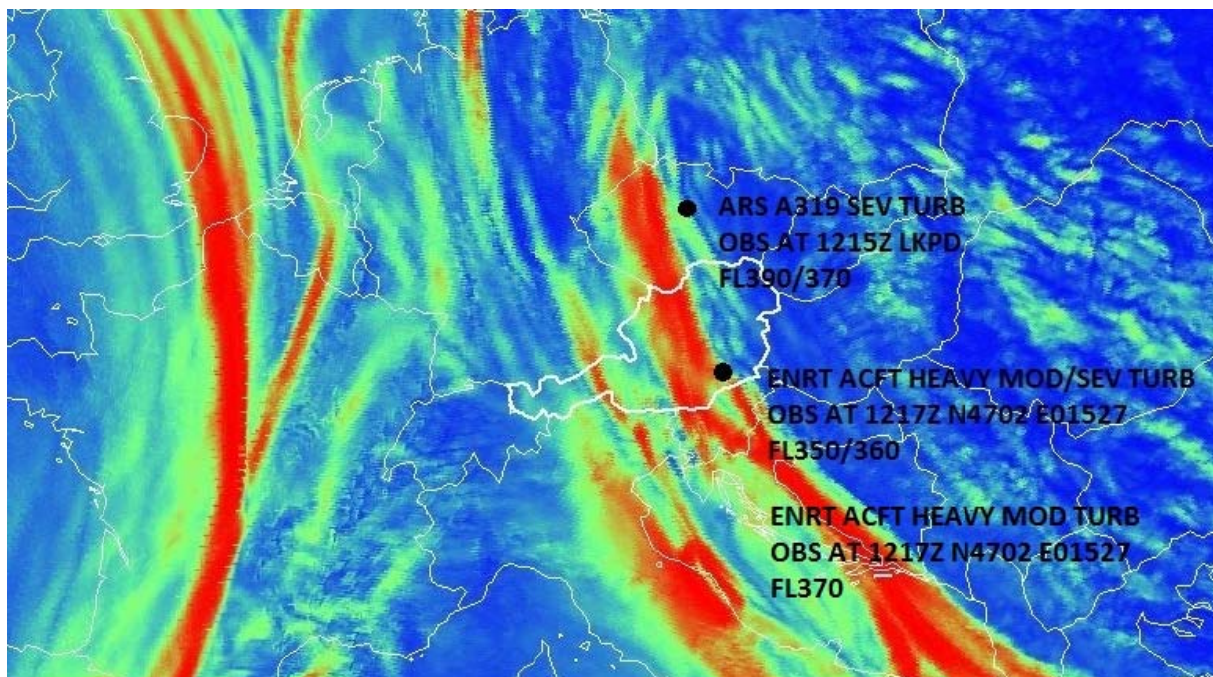 ARS A319 SEV TURB
OBS AT 1215Z LKPD
FL390/370
ENRT ACFT HEAVY MOD/SEV TURB
OBS AT 1217Z N4702 E01527
FL350/360
ENRT ACFT HEAVY MOD TURB
OBS AT 1217Z N4702 E01527
FL370